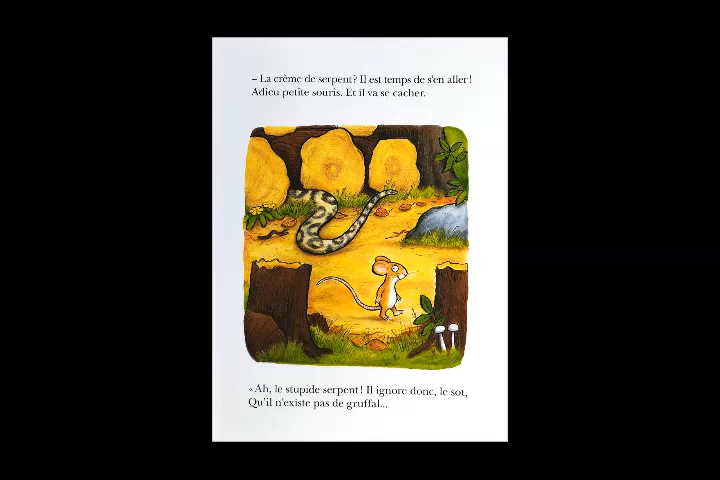 – La crème de serpent? Il est temps de s'en aller!
Adieu petite souris. Et il va se cacher.
«Ah, le stupide serpent! Il ignore donc, le sot,
Qu'il n'existe pas de gruffal...